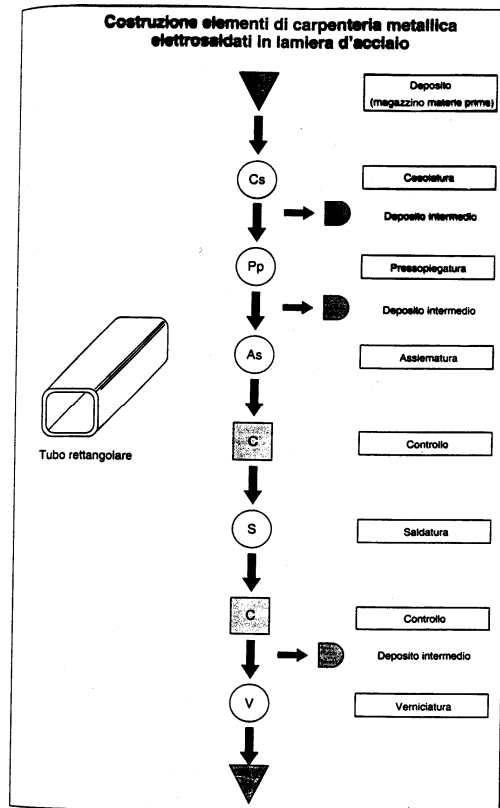 Costruzione elementi di carpenteria metallica
elettrosaldati in lamiera d'acciaio
Deposito
(magazzino materie prime)
Cs
Cesoiatura
Deposito intermedio
Pp
Pressopiegatura
Deposito intermedio
As
Assiematura
C
Controllo
Tubo rettangolare
S
Saldatura
C
Controllo
Deposito intermedio
V
Verniciatura